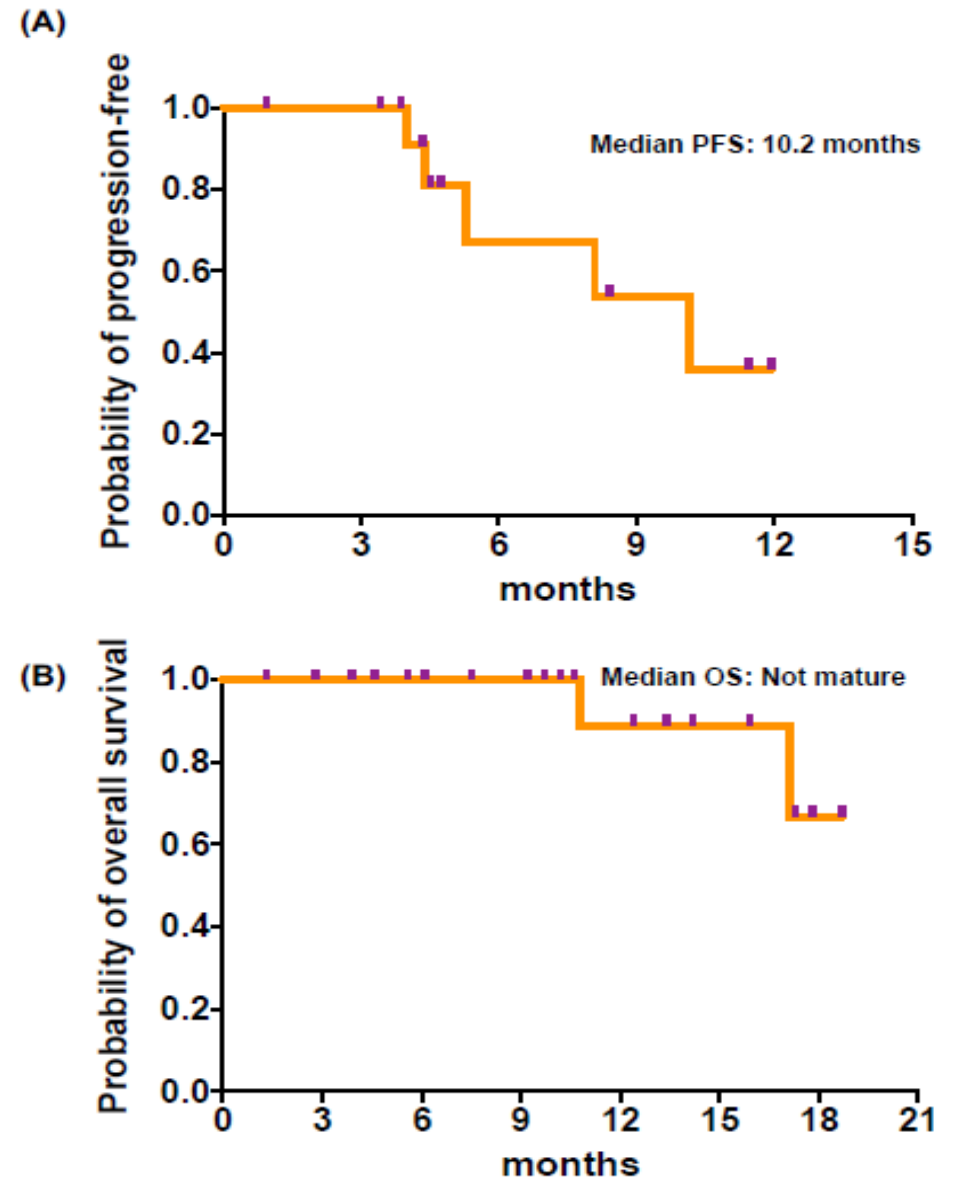 (A)
Probability of progression-free
1.0
0.8
0.6
0.4
0.2
0.0
Median PFS: 10.2 months
0 3 6 9 12 15
months
(B)
Probability of overall survival
1.0
0.8
0.6
0.4
0.2
0.0
Median OS: Not mature
0 3 6 9 12 15 18 21
months